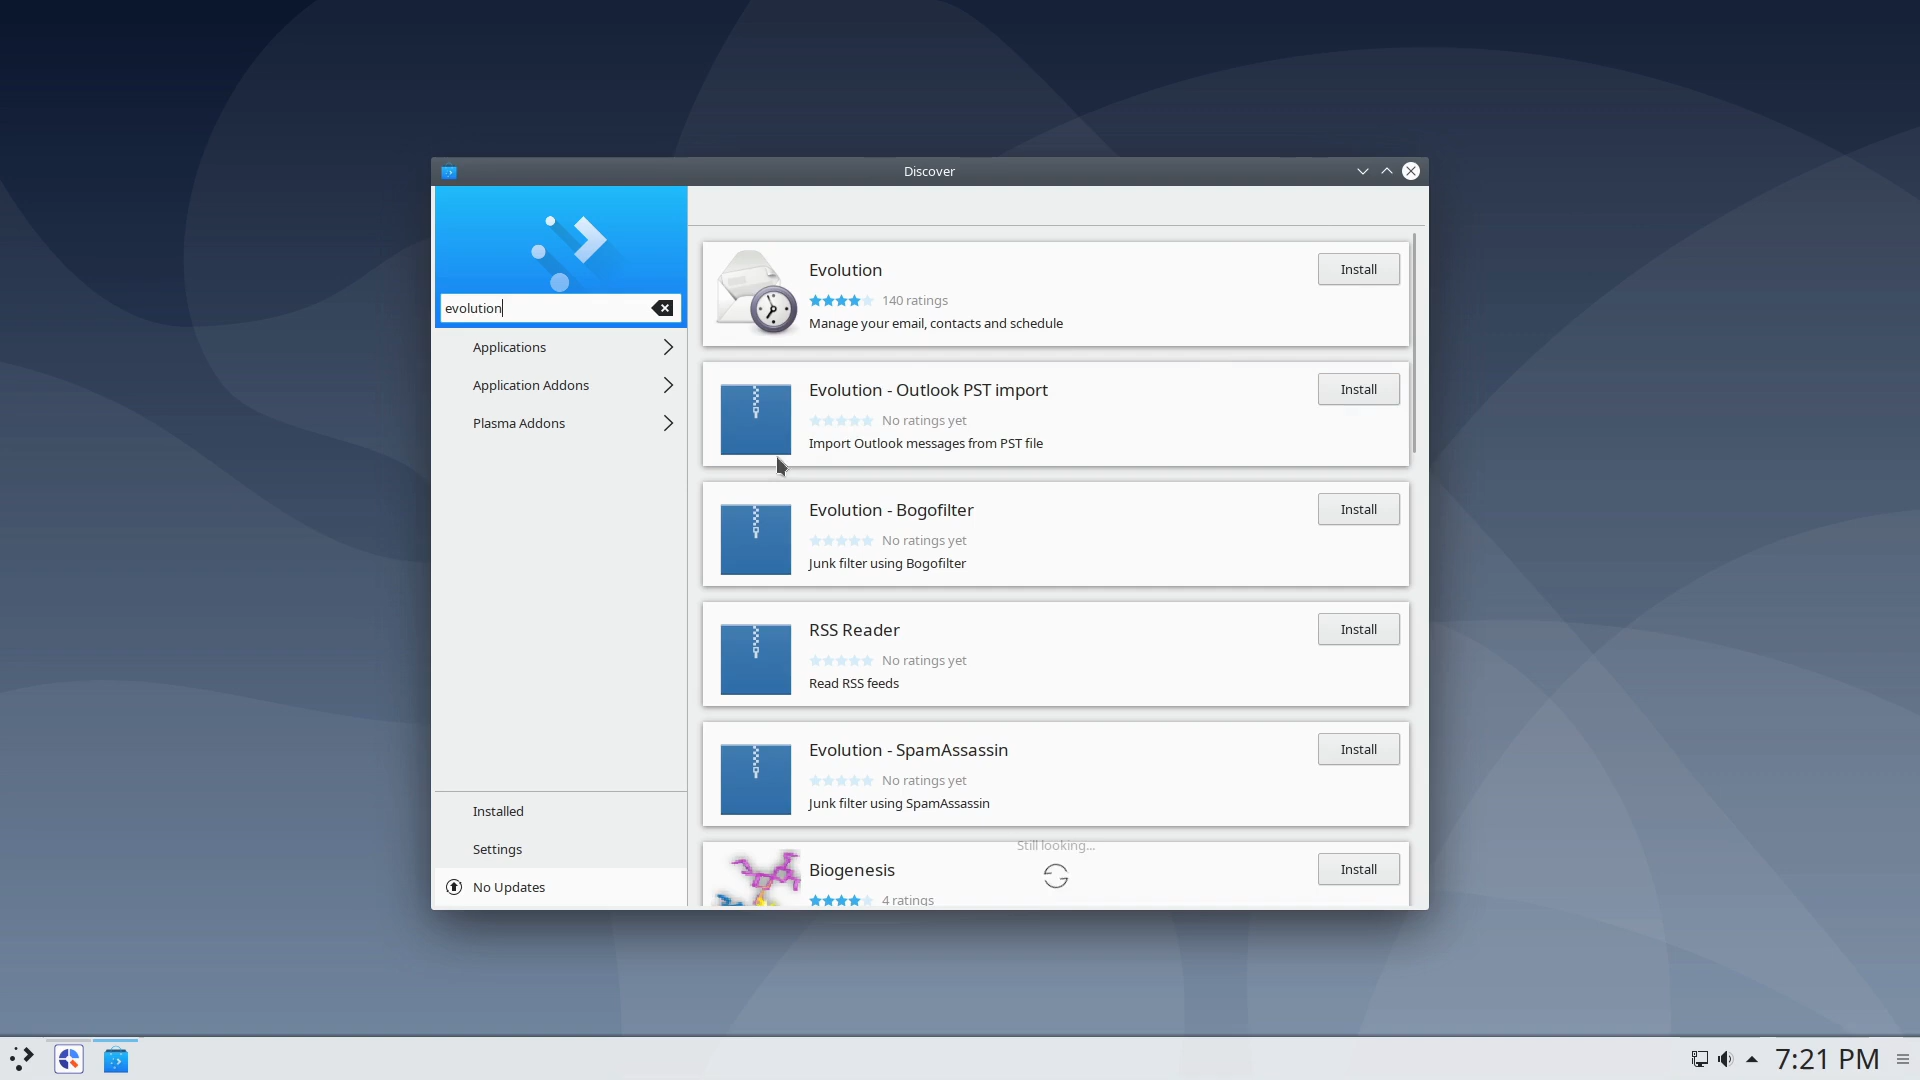 Discover
evolution
Applications
Application Addons
Plasma Addons
Installed
Settings
No Updates
Evolution
140 ratings
Manage your email, contacts and schedule
Install
Evolution - Outlook PST import
No ratings yet
Import Outlook messages from PST file
Install
Evolution - Bogofilter
No ratings yet
Junk filter using Bogofilter
Install
RSS Reader
No ratings yet
Read RSS feeds
Install
Evolution - SpamAssassin
No ratings yet
Junk filter using SpamAssassin
Install
Still looking...
Biogenesis
4 ratings
Install
7:21 PM